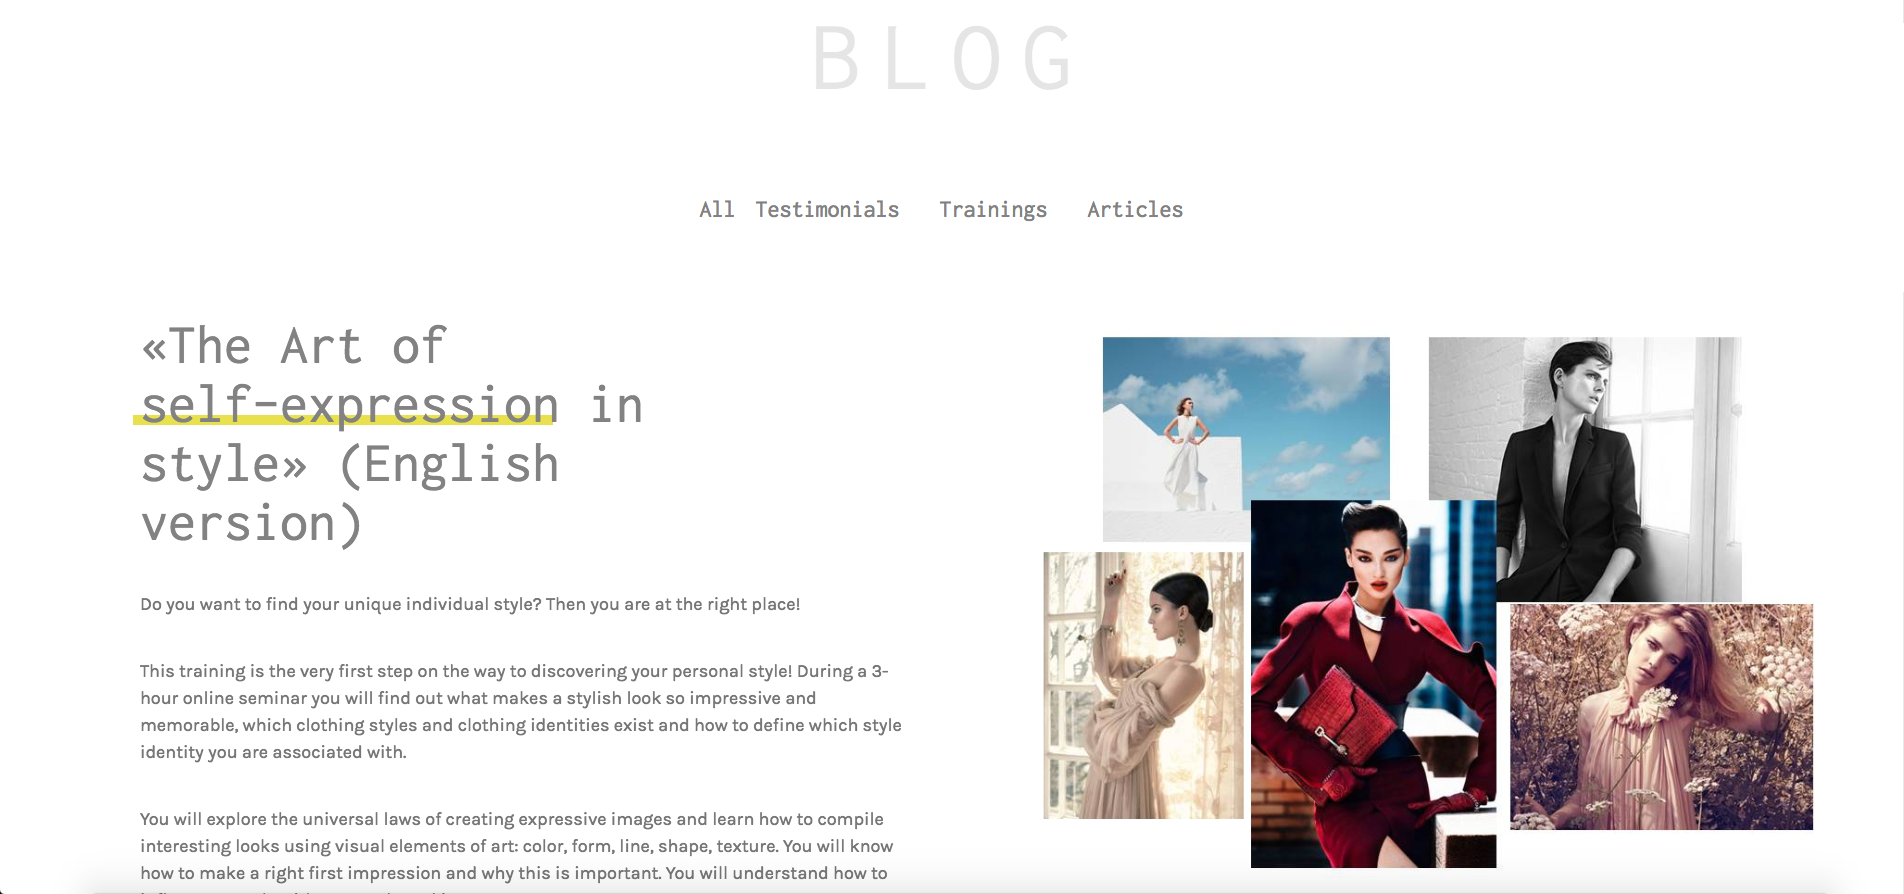 BLOG
All Testimonials Trainings Articles
«The Art of
self-expression in
style» (English
version)
Do you want to find your unique individual style? Then you are at the right place!
This training is the very first step on the way to discovering your personal style! During a 3-
hour online seminar you will find out what makes a stylish look so impressive and
memorable, which clothing styles and clothing identities exist and how to define which style
identity you are associated with.
You will explore the universal laws of creating expressive images and learn how to compile
interesting looks using visual elements of art: color, form, line, shape, texture. You will know
how to make a right first impression and why this is important. You will understand how to